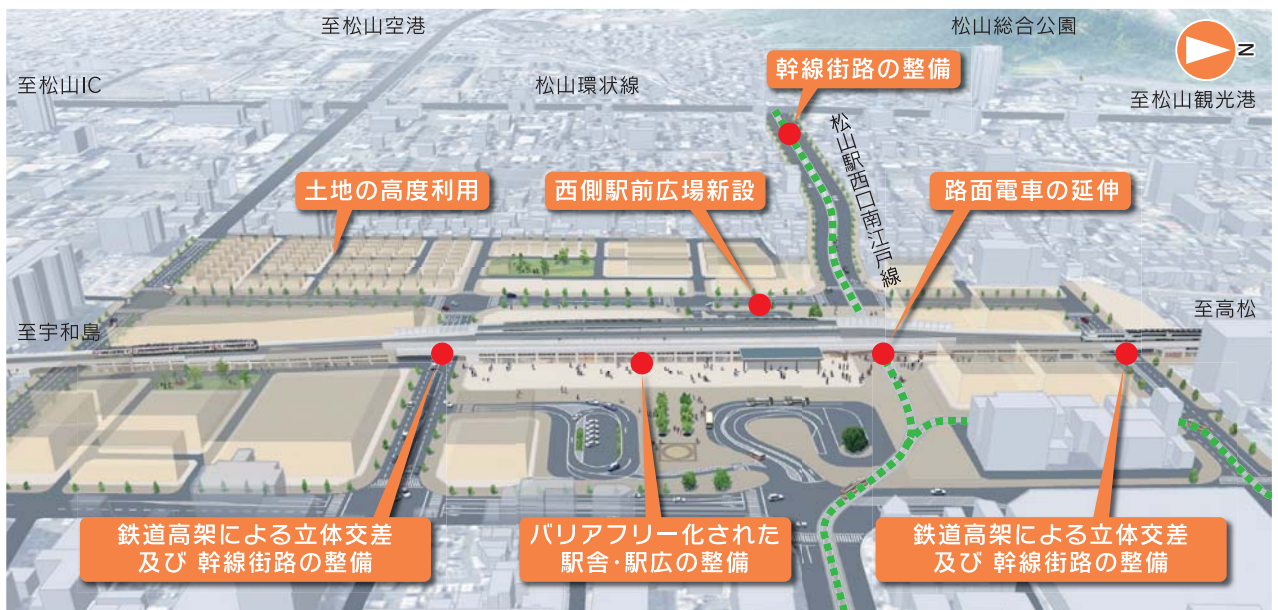 至松山空港
松山総合公園
N
至松山IC
松山環状線
幹線街路の整備
至松山観光港
松山駅西口南江戸線
土地の高度利用
西側駅前広場新設
路面電車の延伸
至宇和島
至高松
鉄道高架による立体交差
及び 幹線街路の整備
バリアフリー化された
駅舎・駅広の整備
鉄道高架による立体交差
及び 幹線街路の整備